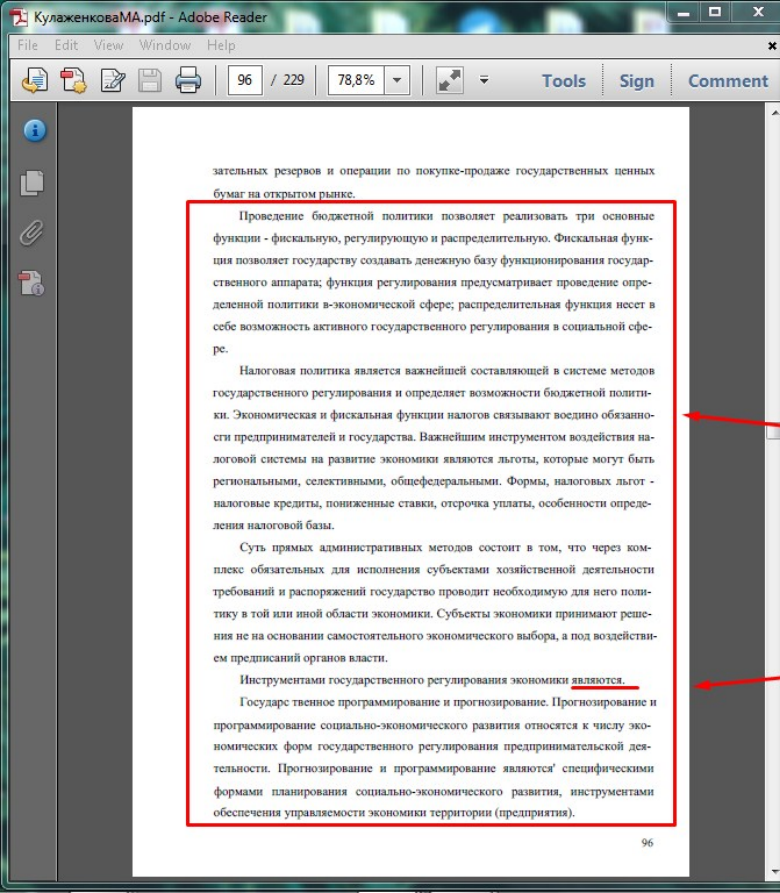 КулаженковаМА.pdf - Adobe Reader
File Edit View Window Help
96 / 229 78,8% Tools Sign Comment
зательных резервов и операции по покупке-продаже государственных ценных
бумаг на открытом рынке.
Проведение бюджетной политики позволяет реализовать три основные
функции - фискальную, регулирующую и распределительную. Фискальная функ-
ция позволяет государству создавать денежную базу функционирования государ-
ственного аппарата; функция регулирования предусматривает проведение опре-
деленной политики в-экономической сфере; распределительная функция несет в
себе возможность активного государственного регулирования в социальной сфе-
ре.
Налоговая политика является важнейшей составляющей в системе методов
государственного регулирования и определяет возможности бюджетной полити-
ки. Экономическая и фискальная функции налогов связывают воедино обязанно-
сги предпринимателей и государства. Важнейшим инструментом воздействия на-
логовой системы на развитие экономики являются льготы, которые могут быть
региональными, селективными, общефедеральными. Формы, налоговых льгот -
налоговые кредиты, пониженные ставки, отсрочка уплаты, особенности опреде-
ления налоговой базы.
Суть прямых административных методов состоит в том, что через ком-
плекс обязательных для исполнения субъектами хозяйственной деятельности
требований и распоряжений государство проводит необходимую для него поли-
тику в той или иной области экономики. Субъекты экономики принимают реше-
ния не на основании самостоятельного экономического выбора, а под воздействи-
ем предписаний органов власти.
Инструментами государственного регулирования экономики являются.
Государс твенное программирование и прогнозирование. Прогнозирование и
программирование социально-экономического развития относятся к числу эко-
номических форм государственного регулирования предпринимательской дея-
тельности. Прогнозирование и программирование являются' специфическими
формами планирования социально-экономического развития, инструментами
обеспечения управляемости экономики территории (предприятия).
96